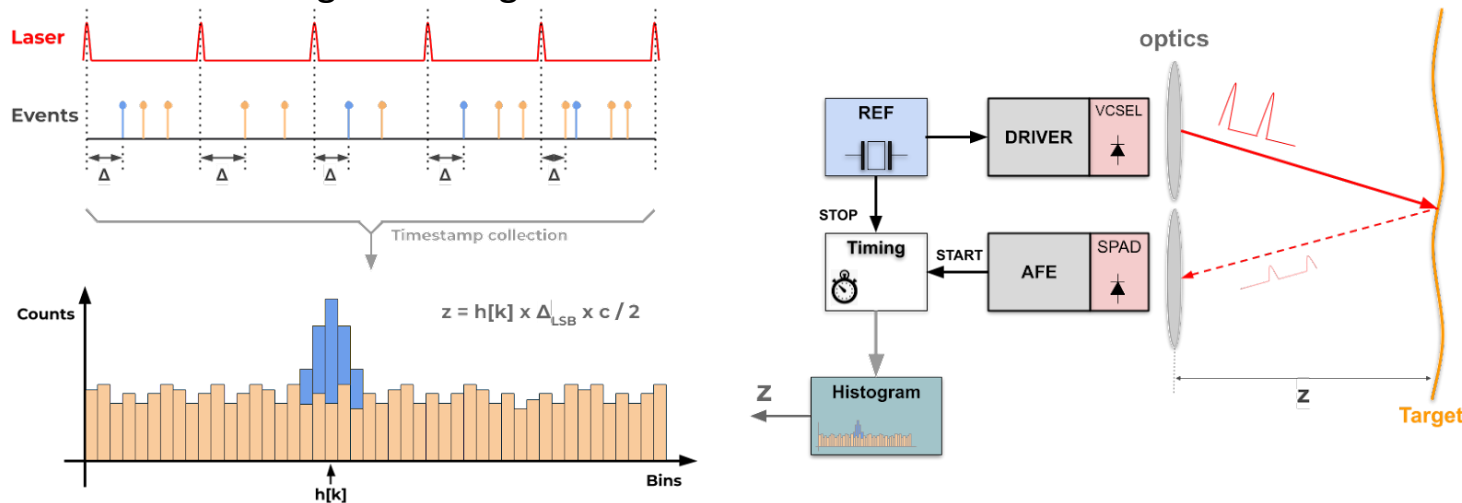 Laser
Events
Δ
Δ
Δ
Δ
Δ
Timestamp collection
Counts
z = h[k] x Δ_LSB x c / 2
h[k]
Bins
optics
REF
DRIVER
VCSEL
STOP
Timing
START
AFE
SPAD
Histogram
z
z
Target